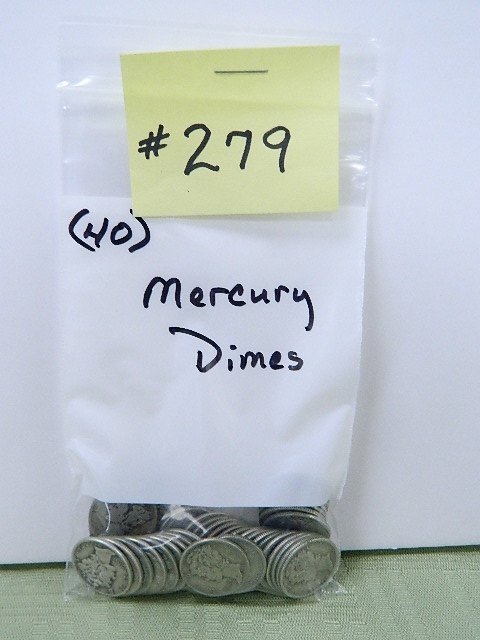 # 279
(40)
Mercury
Dimes